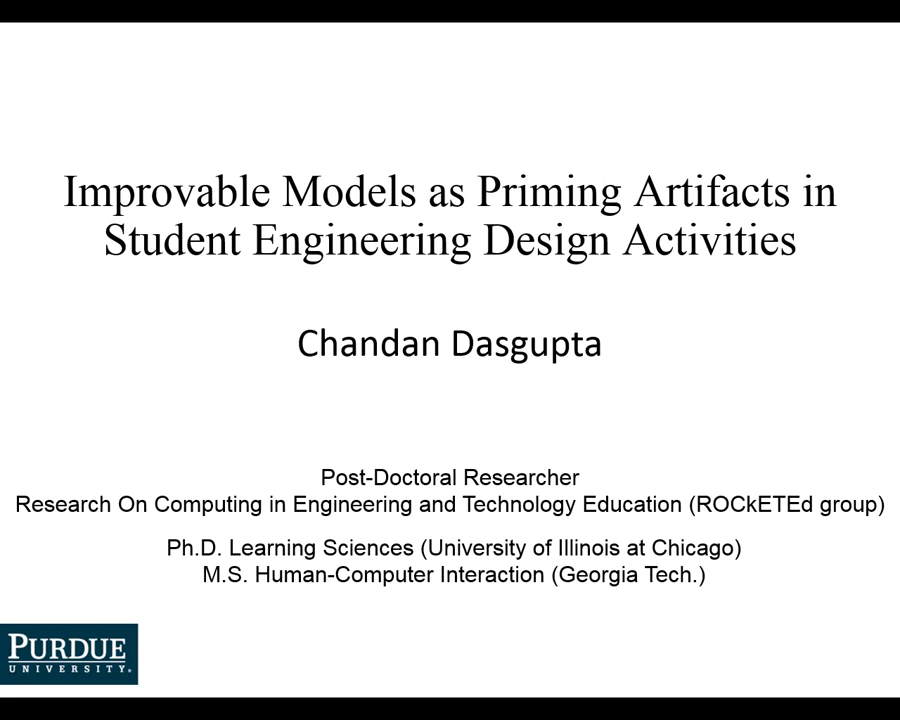 Improvable Models as Priming Artifacts in
Student Engineering Design Activities
Chandan Dasgupta
Post-Doctoral Researcher
Research On Computing in Engineering and Technology Education (ROCkETEd group)
Ph.D. Learning Sciences (University of Illinois at Chicago)
M.S. Human-Computer Interaction (Georgia Tech.)
PURDUE
UNIVERSITY.